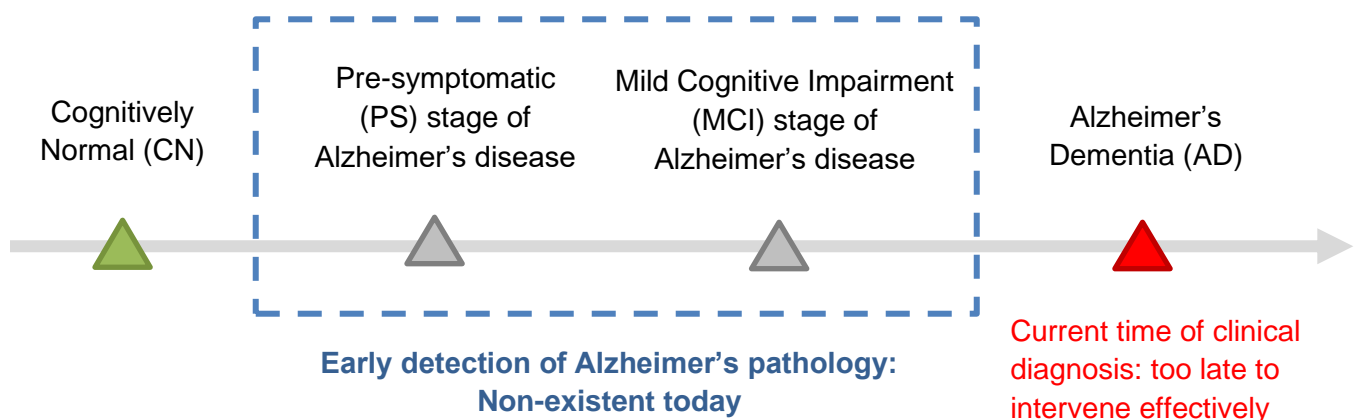 Cognitively
Normal (CN)
Pre-symptomatic
(PS) stage of
Alzheimer’s disease
Mild Cognitive Impairment
(MCI) stage of
Alzheimer’s disease
Alzheimer’s
Dementia (AD)
Early detection of Alzheimer’s pathology:
Non-existent today
Current time of clinical
diagnosis: too late to
intervene effectively